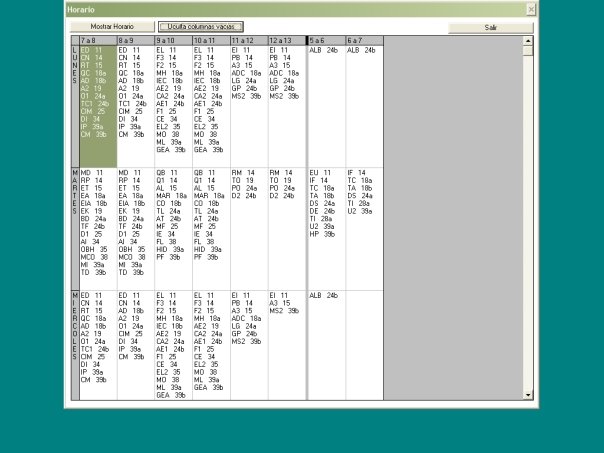 Horario
Mostrar Horario Oculta columnas vacias Salir
7 a 8 8 a 9 9 a 10 10 a 11 11 a 12 12 a 13 5 a 6 6 a 7
LUNES
ED 11 ED 11 EL 11 EL 11 EI 11 EI 11 ALB 24b ALB 24b
CN 14 CN 14 F3 14 F3 14 PB 14 PB 14
RT 15 RT 15 F2 15 F2 15 A3 15 A3 15
QC 18a QC 18a MH 18a MH 18a ADC 18a ADC 18a
AD 18b AD 18b IEC 18b IEC 18b LG 24a LG 24a
A2 19 A2 19 AE2 19 AE2 19 GP 24b GP 24b
O1 24a O1 24a CA2 24a CA2 24a MS2 39b MS2 39b
TC1 24b TC1 24b AE1 24b AE1 24b
CIM 25 CIM 25 F1 25 F1 25
DI 34 DI 34 CE 34 CE 34
IP 39a IP 39a EL2 35 EL2 35
CM 39b CM 39b MO 38 MO 38
ML 39a ML 39a
GEA 39b GEA 39b
MARTES
MD 11 MD 11 QB 11 QB 11 RM 14 RM 14 EU 11 IF 14
RP 14 RP 14 Q1 14 Q1 14 TO 19 TO 19 IF 14 TC 18a
ET 15 ET 15 AL 15 AL 15 PO 24a PO 24a TC 18a TA 18b
EA 18a EA 18a MAR 18a MAR 18a D2 24b D2 24b TA 18b DS 24a
EIA 18b EIA 18b CO 18b CO 18b DS 24a TI 28a
EK 19 EK 19 TL 24a TL 24a DE 24b U2 39a
BD 24a BD 24a AT 24b AT 24b TI 28a
TF 24b TF 24b MF 25 MF 25 U2 39a
D1 25 D1 25 IE 34 IE 34 HP 39b
AI 34 AI 34 FL 38 FL 38
OBH 35 OBH 35 HID 39a HID 39a
MCO 38 MCO 38 PF 39b PF 39b
MI 39a MI 39a
TD 39b TD 39b
MIERCOLES
ED 11 ED 11 EL 11 EL 11 EI 11 EI 11 ALB 24b
CN 14 CN 14 F3 14 F3 14 PB 14 A3 15
RT 15 AD 18b F2 15 F2 15 A3 15 MS2 39b
QC 18a A2 19 MH 18a MH 18a ADC 18a
AD 18b O1 24a IEC 18b AE2 19 LG 24a
A2 19 CIM 25 AE2 19 CA2 24a GP 24b
O1 24a DI 34 CA2 24a AE1 24b MS2 39b
TC1 24b IP 39a AE1 24b F1 25
CIM 25 CM 39b F1 25 CE 34
DI 34 CE 34 EL2 35
IP 39a EL2 35 MO 38
CM 39b MO 38 ML 39a
ML 39a GEA 39b
GEA 39b